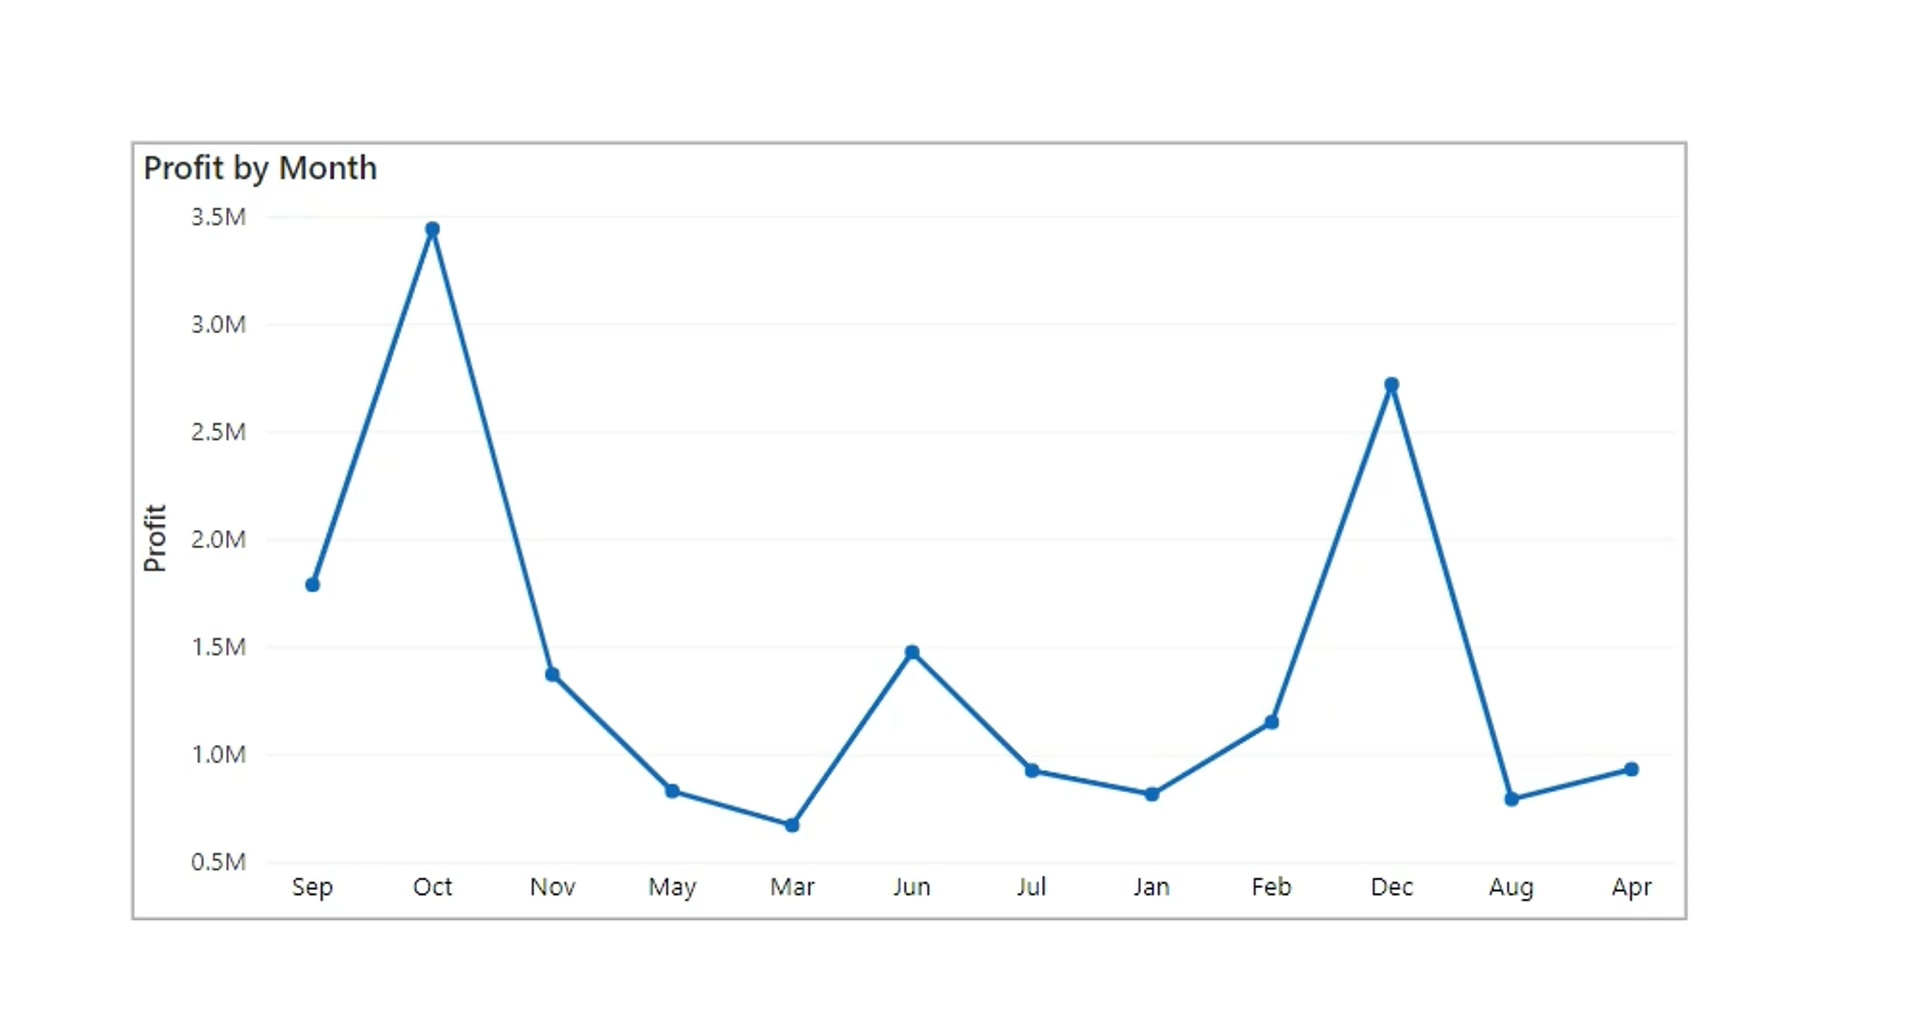 Profit by Month
3.5M
3.0M
2.5M
2.0M
1.5M
1.0M
0.5M
Profit
Sep Oct Nov May Mar Jun Jul Jan Feb Dec Aug Apr